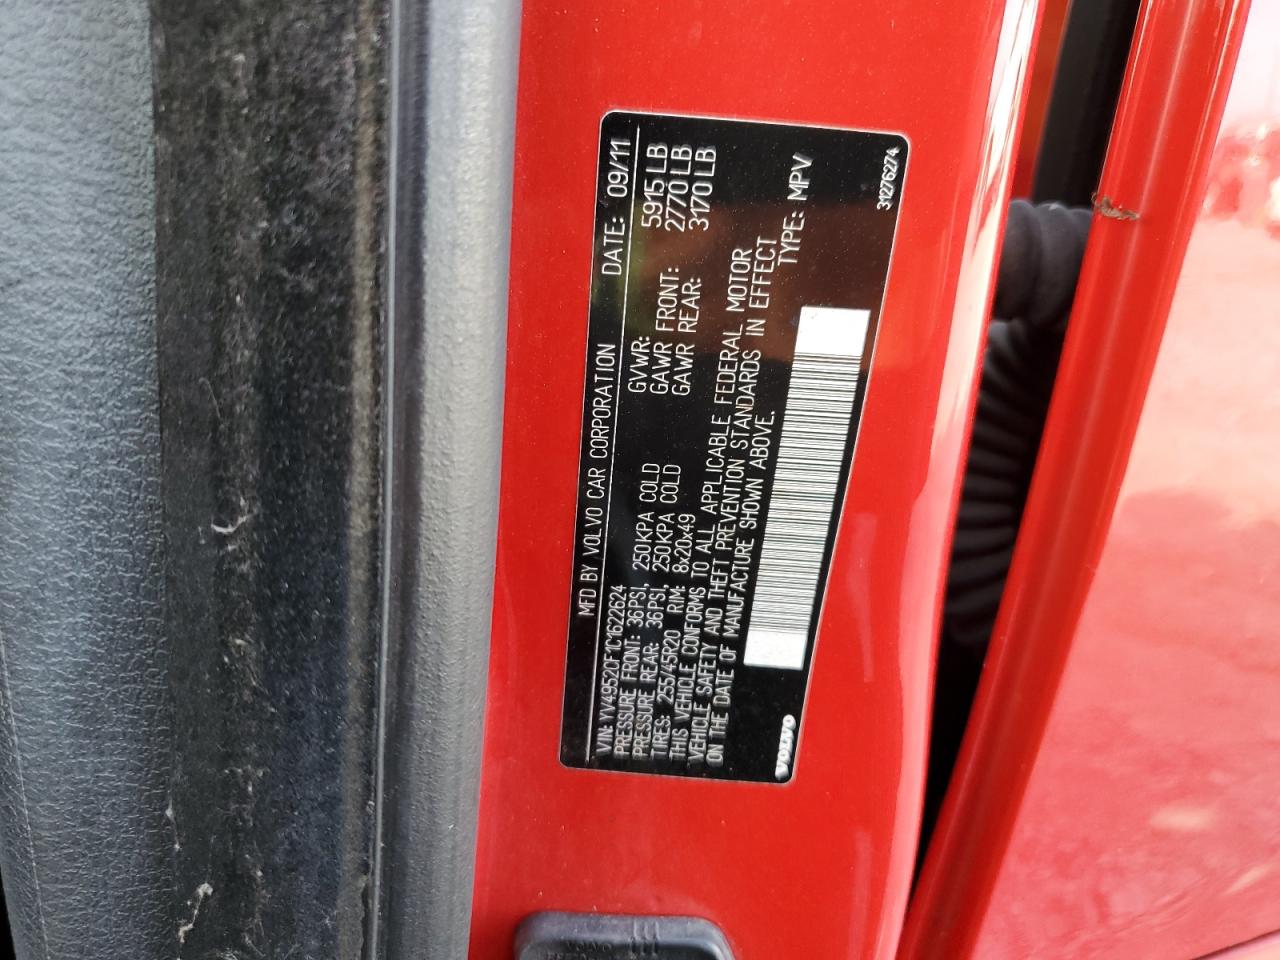 MFD BY VOLVO CAR CORPORATION DATE: 09/11
VIN: YV4952CF1C1622624 GVWR: 5915 LB
PRESSURE FRONT: 36PSI, 250KPA COLD GAWR FRONT: 2770 LB
PRESSURE REAR: 36PSI, 250KPA COLD GAWR REAR: 3170 LB
TIRES: 255/45R20 RIM: 8x20x49
THIS VEHICLE CONFORMS TO ALL APPLICABLE FEDERAL MOTOR
VEHICLE SAFETY AND THEFT PREVENTION STANDARDS IN EFFECT
ON THE DATE OF MANUFACTURE SHOWN ABOVE.
TYPE: MPV
VOLVO
31276274